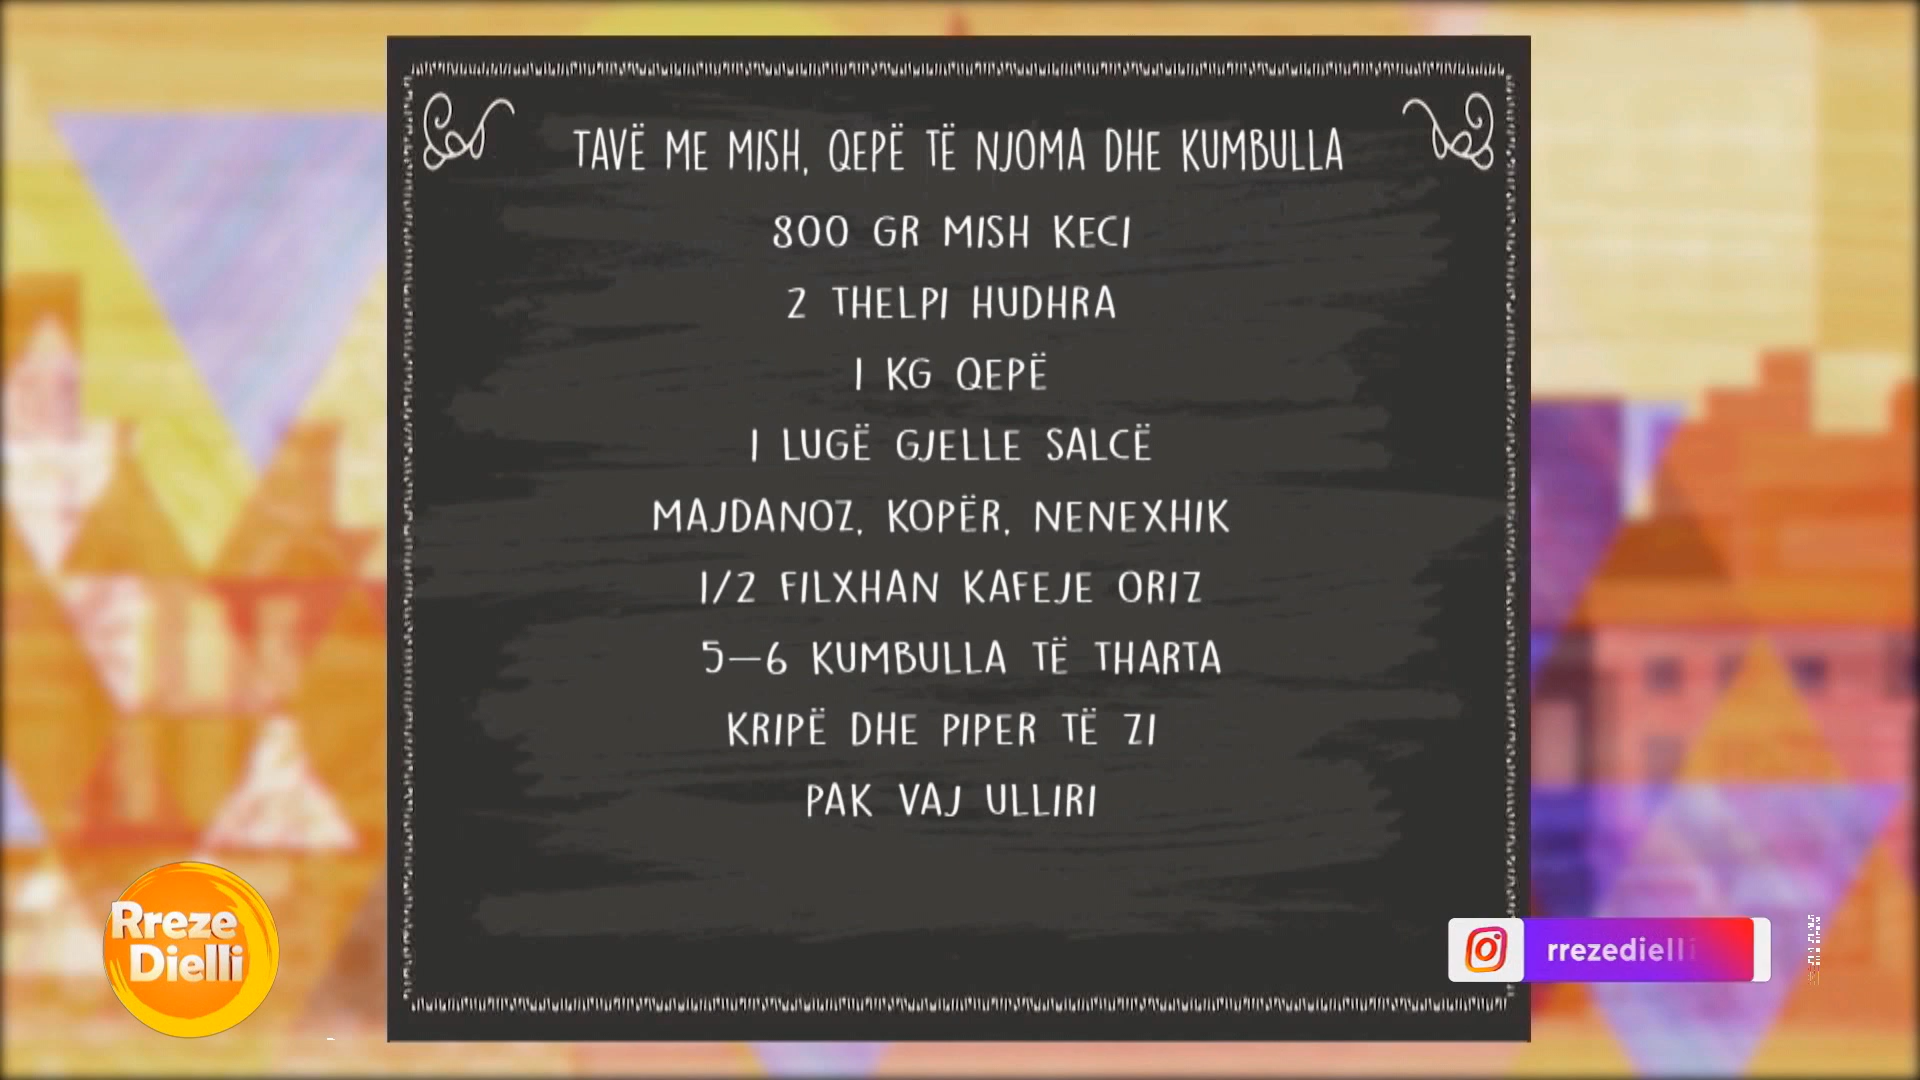 TAVË ME MISH, QEPË TË NJOMA DHE KUMBULLA
800 GR MISH KECI
2 THELPI HUDHRA
1 KG QEPË
1 LUGË GJELLE SALCË
MAJDANOZ, KOPËR, NENEXHIK
1/2 FILXHAN KAFEJE ORIZ
5–6 KUMBULLA TË THARTA
KRIPË DHE PIPER TË ZI
PAK VAJ ULLIRI
Rreze
Dielli
rrezedielli